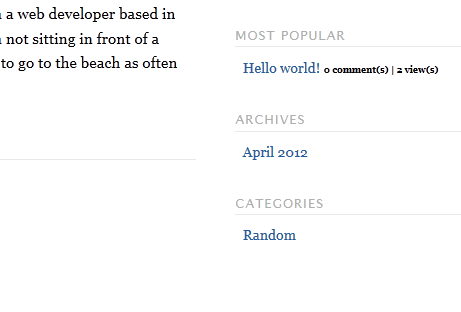 a web developer based in
not sitting in front of a
to go to the beach as often
MOST POPULAR
Hello world! 0 comment(s) | 2 view(s)
ARCHIVES
April 2012
CATEGORIES
Random